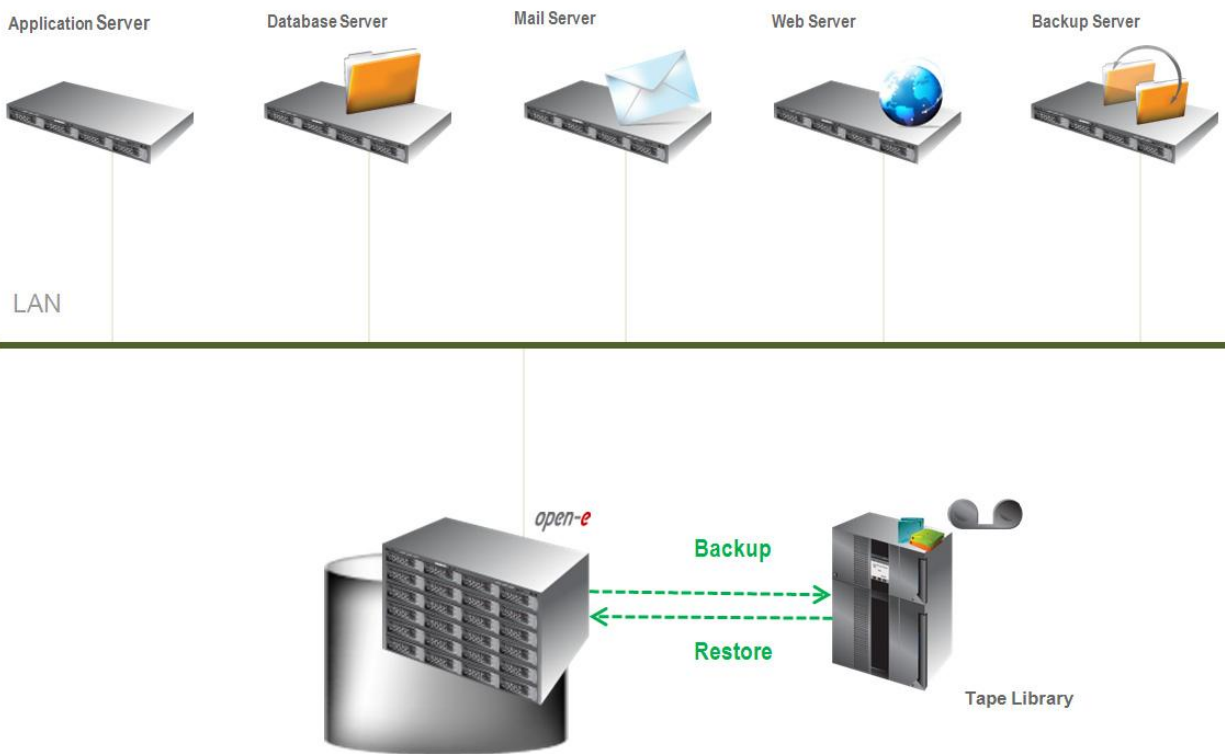 Application Server
Database Server
Mail Server
Web Server
Backup Server
LAN
open-e
Backup
Restore
Tape Library